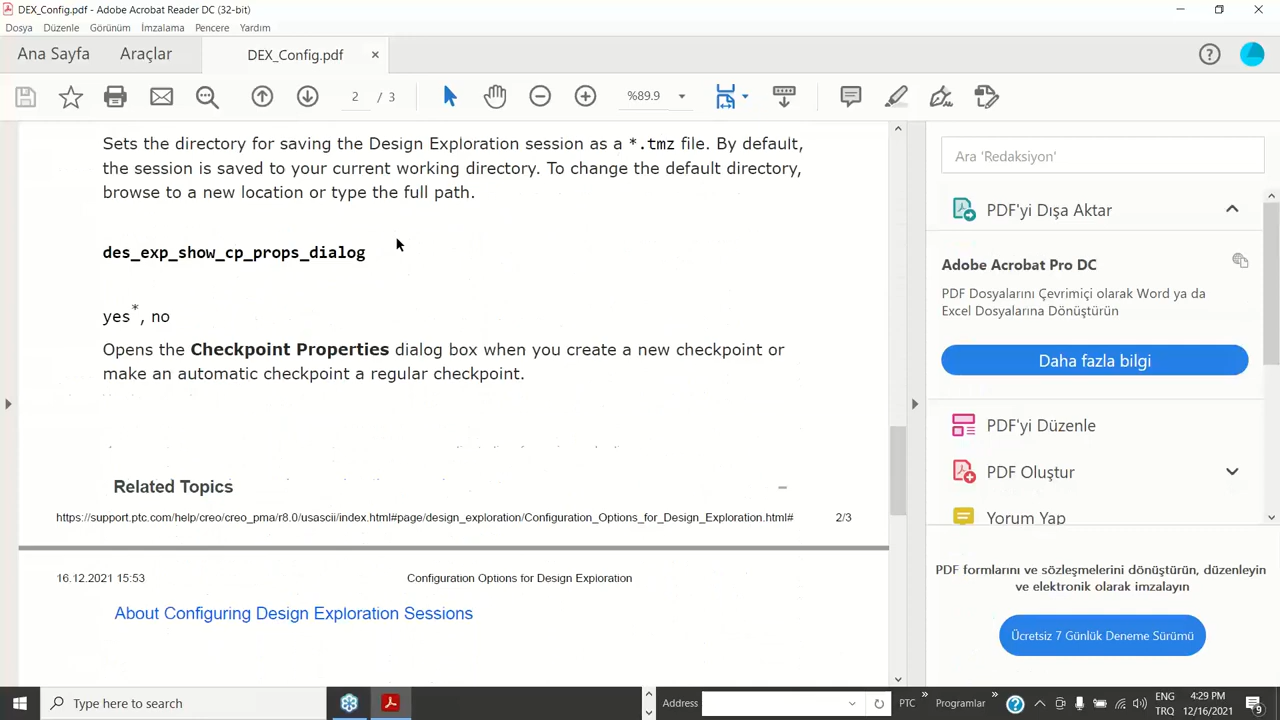 DEX_Config.pdf - Adobe Acrobat Reader DC (32-bit)
Dosya Düzenle Görünüm İmzalama Pencere Yardım
Ana Sayfa Araçlar DEX_Config.pdf ×
2 / 3 %89.9
Sets the directory for saving the Design Exploration session as a *.tmz file. By default,
the session is saved to your current working directory. To change the default directory,
browse to a new location or type the full path.
des_exp_show_cp_props_dialog
yes*, no
Opens the Checkpoint Properties dialog box when you create a new checkpoint or
make an automatic checkpoint a regular checkpoint.
Related Topics
https://support.ptc.com/help/creo/creo_pma/r8.0/usascii/index.html#page/design_exploration/Configuration_Options_for_Design_Exploration.html# 2/3
16.12.2021 15:53 Configuration Options for Design Exploration
About Configuring Design Exploration Sessions
Ara 'Redaksiyon'
PDF'yi Dışa Aktar
Adobe Acrobat Pro DC
PDF Dosyalarını Çevrimiçi olarak Word ya da
Excel Dosyalarına Dönüştürün
Daha fazla bilgi
PDF'yi Düzenle
PDF Oluştur
Yorum Yap
PDF formlarını ve sözleşmelerini dönüştürün, düzenleyin
ve elektronik olarak imzalayın
Ücretsiz 7 Günlük Deneme Sürümü
Type here to search
Address
PTC » Programlar »
ENG
TRQ
4:29 PM
12/16/2021
9